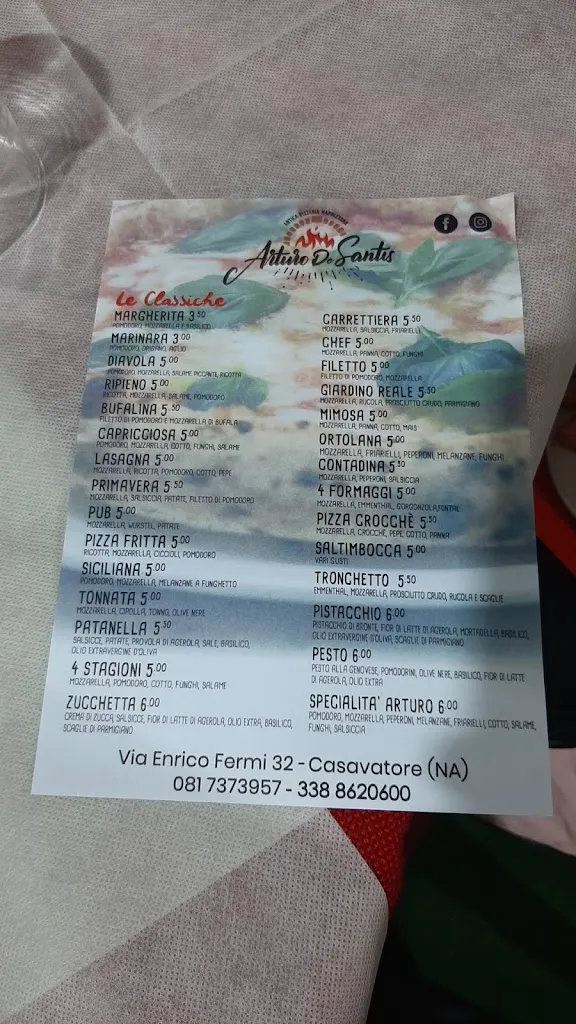 ANTICA PIZZERIA NAPOLETANA
Arturo De Santis
Le Classiche
MARGHERITA 3 50
POMODORO, MOZZARELLA E BASILICO
MARINARA 3 00
POMODORO, ORIGANO, AGLIO
DIAVOLA 5 00
POMODORO, MOZZARELLA, SALAME PICCANTE, RICOTTA
RIPIENO 5 00
RICOTTA, MOZZARELLA, SALAME, POMODORO
BUFALINA 5 50
FILETTO DI POMODORO E MOZZARELLA DI BUFALA
CAPRICCIOSA 5 00
POMODORO, MOZZARELLA, COTTO, FUNGHI, SALAME
LASAGNA 5 00
MOZZARELLA, RICOTTA, POMODORO, COTTO, PEPE
PRIMAVERA 5 50
MOZZARELLA, SALSICCIA, PATATE, FILETTO DI POMODORO
PUB 5 00
MOZZARELLA, WURSTEL, PATATE
PIZZA FRITTA 5 00
RICOTTA, MOZZARELLA, CICCIOLI, POMODORO
SICILIANA 5 00
POMODORO, MOZZARELLA, MELANZANE A FUNGHETTO
TONNATA 5 00
MOZZARELLA, CIPOLLA, TONNO, OLIVE NERE
PATANELLA 5 50
SALSICCE, PATATE, PROVOLA DI AGEROLA, SALE, BASILICO,
OLIO EXTRAVERGINE D'OLIVA
4 STAGIONI 5 00
MOZZARELLA, POMODORO, COTTO, FUNGHI, SALAME
ZUCCHETTA 6 00
CREMA DI ZUCCA, SALSICCE, FIOR DI LATTE DI AGEROLA, OLIO EXTRA, BASILICO,
SCAGLIE DI PARMIGIANO
CARRETTIERA 5 50
MOZZARELLA, SALSICCIA, FRIARIELLI
CHEF 5 00
MOZZARELLA, PANNA, COTTO, FUNGHI
FILETTO 5 00
FILETTO DI POMODORO, MOZZARELLA
GIARDINO REALE 5 50
MOZZARELLA, RUCOLA, PROSCIUTTO CRUDO, PARMIGIANO
MIMOSA 5 00
MOZZARELLA, PANNA, COTTO, MAIS
ORTOLANA 5 00
MOZZARELLA, FRIARIELLI, PEPERONI, MELANZANE, FUNGHI
CONTADINA 5 50
MOZZARELLA, PEPERONI, SALSICCIA
4 FORMAGGI 5 00
MOZZARELLA, EMMENTHAL, GORGONZOLA, FONTAL
PIZZA CROCCHÈ 5 50
MOZZARELLA, CROCCHE, PEPE, COTTO, PANNA
SALTIMBOCCA 5 00
VARI GUSTI
TRONCHETTO 5 50
EMMENTHAL, MOZZARELLA, PROSCIUTTO CRUDO, RUCOLA E SCAGLIE
PISTACCHIO 6 00
PISTACCHIO DI BRONTE, FIOR DI LATTE DI AGEROLA, MORTADELLA, BASILICO,
OLIO EXTRAVERGINE D'OLIVA, SCAGLIE DI PARMIGIANO
PESTO 6 00
PESTO ALLA GENOVESE, POMODORINI, OLIVE NERE, BASILICO, FIOR DI LATTE
DI AGEROLA, OLIO EXTRA
SPECIALITA' ARTURO 6 00
POMODORO, MOZZARELLA, PEPERONI, MELANZANE, FRIARIELLI, COTTO, SALAME,
FUNGHI, SALSICCIA
Via Enrico Fermi 32 - Casavatore (NA)
081 7373957 - 338 8620600